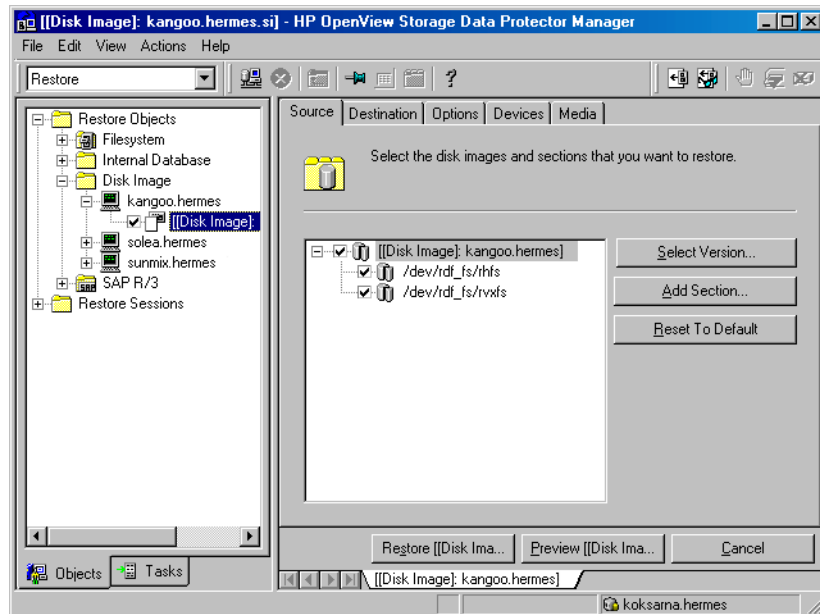 [[Disk Image]: kangoo.hermes.si] - HP OpenView Storage Data Protector Manager
File Edit View Actions Help
Restore
Restore Objects
Filesystem
Internal Database
Disk Image
kangoo.hermes
[[Disk Image]:
solea.hermes
sunmix.hermes
SAP R/3
Restore Sessions
Objects Tasks
Source Destination Options Devices Media
Select the disk images and sections that you want to restore.
[[Disk Image]: kangoo.hermes]
/dev/rdf_fs/rhfs
/dev/rdf_fs/rvxfs
Select Version...
Add Section...
Reset To Default
Restore [[Disk Ima... Preview [[Disk Ima... Cancel
[[Disk Image]: kangoo.hermes]
koksarna.hermes